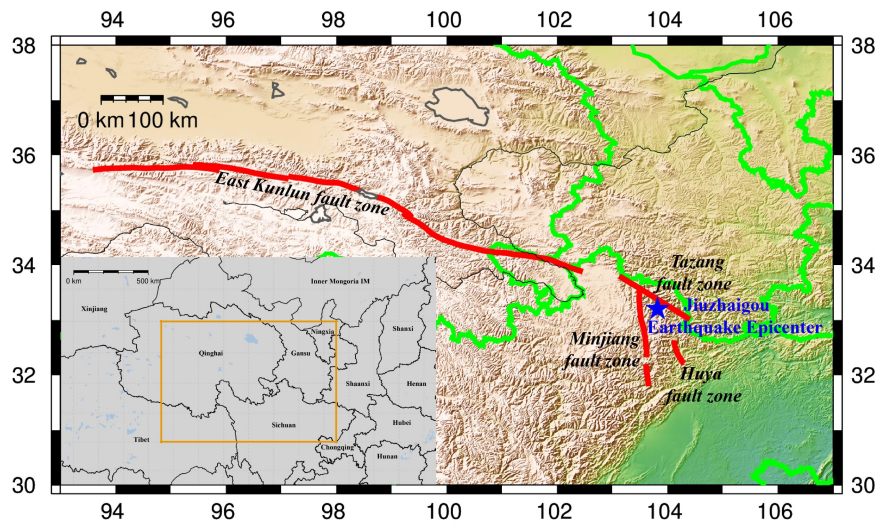 94 96 98 100 102 104 106
38 38
0 km 100 km
36 36
East Kunlun fault zone
34 34
Tazang
fault zone
Jiuzhaigou
Earthquake Epicenter
Minjiang
fault zone
Huya
fault zone
32 32
0 km 500 km
Inner Mongoria IM
Xinjiang
Ningxia
Shanxi
Qinghai
Gansu
Shaanxi
Henan
Sichuan
Hubei
Tibet
Chongqing
Hunan
30 30
94 96 98 100 102 104 106